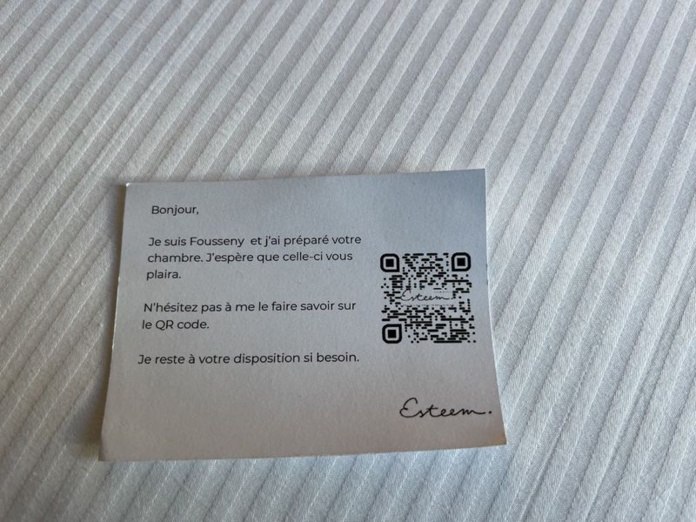 Bonjour,
Je suis Fousseny et j'ai préparé votre
chambre. J'espère que celle-ci vous
plaira.
N'hésitez pas à me le faire savoir sur
le QR code.
Je reste à votre disposition si besoin.
Esteem.
Esteem.